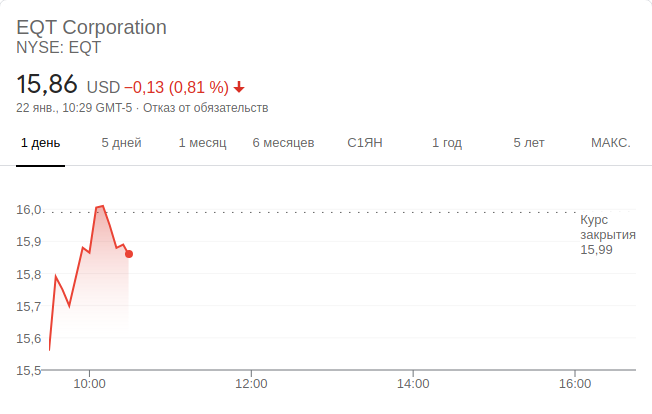 EQT Corporation
NYSE: EQT
15,86 USD −0,13 (0,81 %)
22 янв., 10:29 GMT-5 · Отказ от обязательств
1 день 5 дней 1 месяц 6 месяцев С1ЯН 1 год 5 лет МАКС.
16,0
Курс
закрытия
15,99
15,9
15,8
15,7
15,6
15,5
10:00 12:00 14:00 16:00